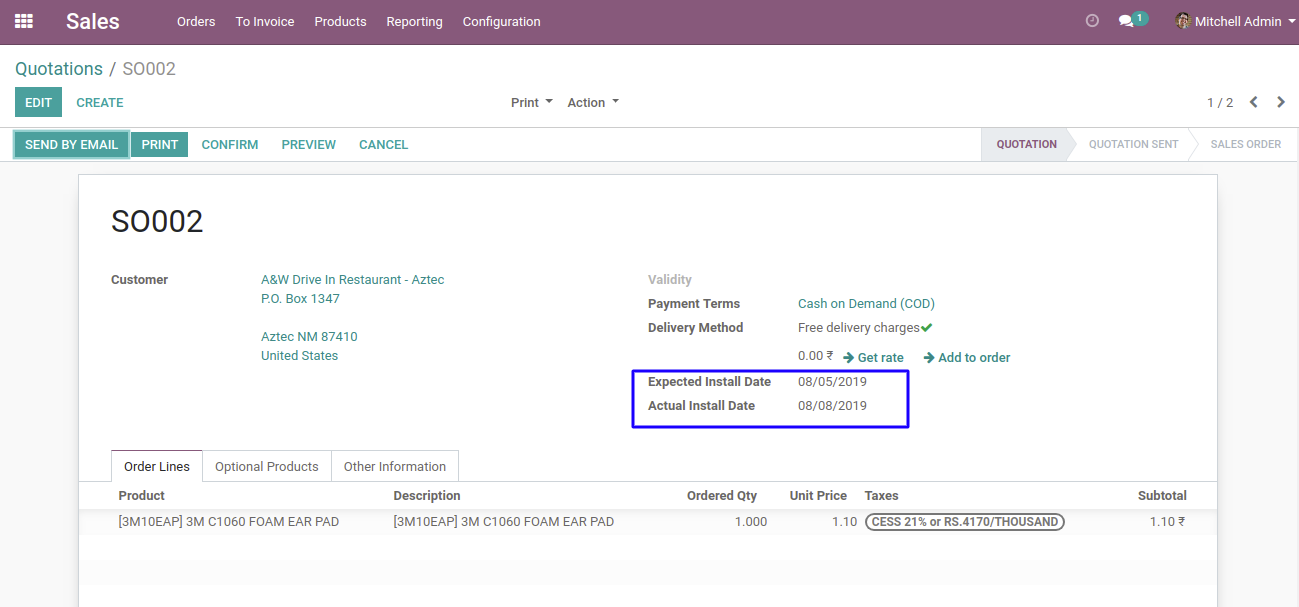 Sales Orders To Invoice Products Reporting Configuration 1 Mitchell Admin
Quotations / SO002
EDIT CREATE Print Action 1 / 2
SEND BY EMAIL PRINT CONFIRM PREVIEW CANCEL QUOTATION QUOTATION SENT SALES ORDER
SO002
Customer A&W Drive In Restaurant - Aztec
P.O. Box 1347
Aztec NM 87410
United States
Validity
Payment Terms Cash on Demand (COD)
Delivery Method Free delivery charges
0.00 ₹ Get rate Add to order
Expected Install Date 08/05/2019
Actual Install Date 08/08/2019
Order Lines Optional Products Other Information
Product Description Ordered Qty Unit Price Taxes Subtotal
[3M10EAP] 3M C1060 FOAM EAR PAD [3M10EAP] 3M C1060 FOAM EAR PAD 1.000 1.10 CESS 21% or RS.4170/THOUSAND 1.10 ₹